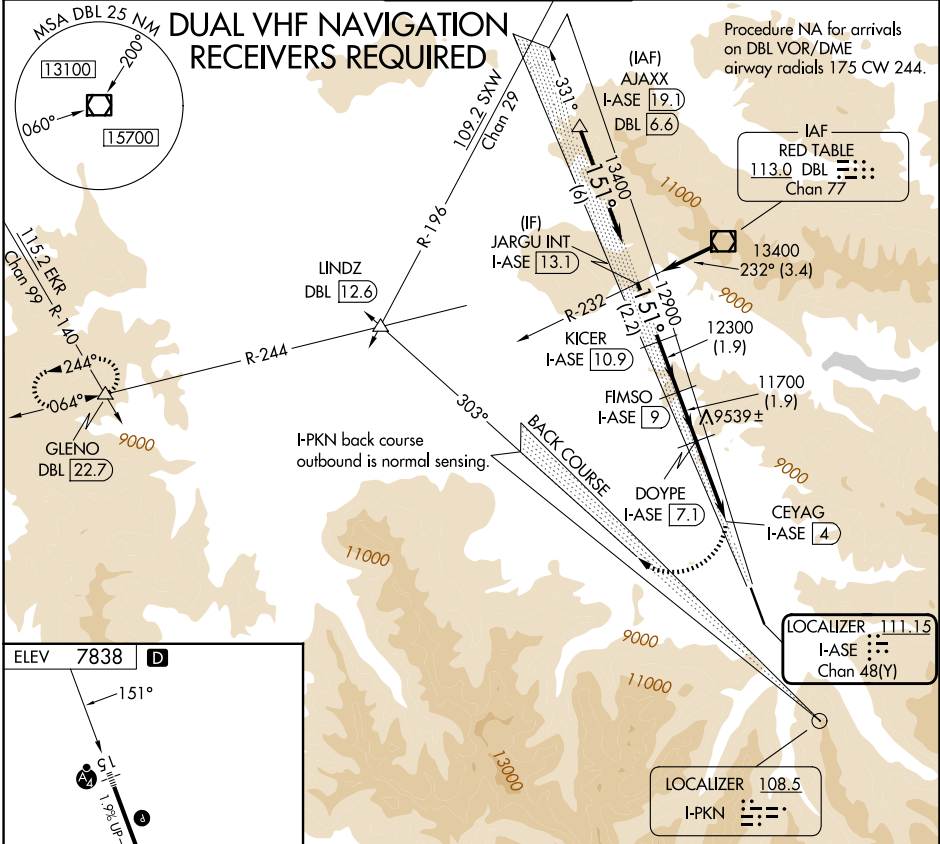 MSA DBL 25 NM
200°
13100
060°
15700
DUAL VHF NAVIGATION
RECEIVERS REQUIRED
Procedure NA for arrivals
on DBL VOR/DME
airway radials 175 CW 244.
109.2 SXW
Chan 29
R-196
331°
(IAF)
AJAXX
I-ASE 19.1
DBL 6.6
IAF
RED TABLE
113.0 DBL
Chan 77
13400
151°
(6)
11000
(IF)
JARGU INT
I-ASE 13.1
13400
232° (3.4)
R-232
115.2 EKR
Chan 99
R-140
LINDZ
DBL 12.6
12900
151°
(2.2)
9000
KICER
I-ASE 10.9
12300
(1.9)
R-244
244°
064°
GLENO
DBL 22.7
9000
303°
FIMSO
I-ASE 9
11700
(1.9)
9539 ±
I-PKN back course
outbound is normal sensing.
BACK COURSE
9000
DOYPE
I-ASE 7.1
CEYAG
I-ASE 4
11000
LOCALIZER 111.15
I-ASE
Chan 48(Y)
9000
11000
13000
LOCALIZER 108.5
I-PKN
ELEV 7838 D
151°
15
A4
1.9% UP
P